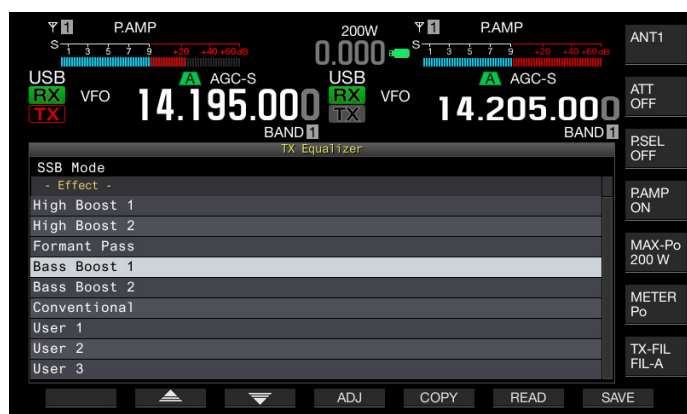 1 P.AMP 200W 1 P.AMP ANT1
S 1 3 5 7 9 +20 +40 +60dB 0.000 S 1 3 5 7 9 +20 +40 +60dB
USB A AGC-S USB A AGC-S ATT OFF
RX TX VFO 14.195.000 RX TX VFO 14.205.000
BAND 1 BAND 1
TX Equalizer P.SEL OFF
SSB Mode
- Effect -
High Boost 1 P.AMP ON
High Boost 2
Formant Pass MAX-Po 200 W
Bass Boost 1
Bass Boost 2 METER Po
Conventional
User 1
User 2 TX-FIL FIL-A
User 3
ADJ COPY READ SAVE